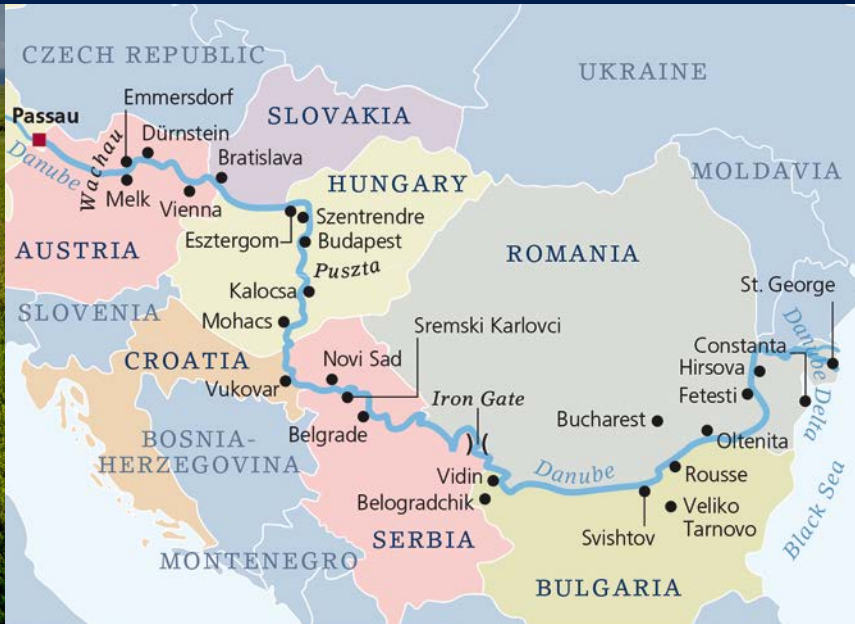 CZECH REPUBLIC
UKRAINE
Emmersdorf
Passau
SLOVAKIA
Dürnstein
Bratislava
MOLDAVIA
Danube
Wachau
HUNGARY
Melk
Vienna
Szentrendre
Esztergom
Budapest
AUSTRIA
ROMANIA
Puszta
St. George
Kalocsa
SLOVENIA
Mohacs
Sremski Karlovci
Danube
Delta
Constanta
Hirsova
CROATIA
Novi Sad
Vukovar
Iron Gate
Fetesti
Bucharest
BOSNIA-
HERZEGOVINA
Belgrade
Oltenita
Vidin
Danube
Rousse
Belogradchik
Veliko
Tarnovo
Black Sea
SERBIA
Svishtov
MONTENEGRO
BULGARIA